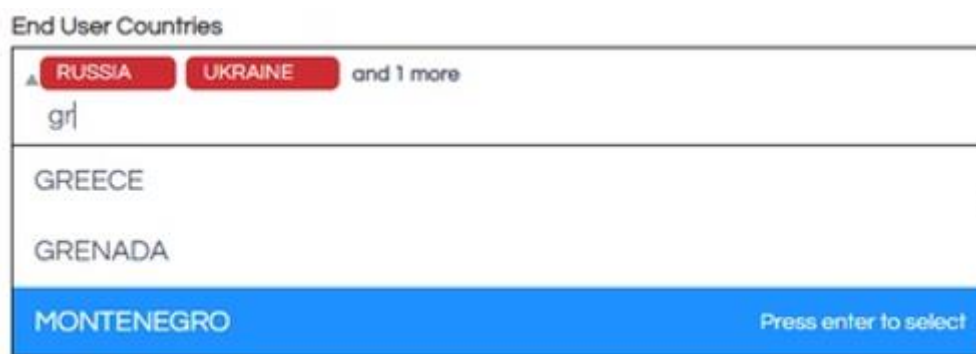 End User Countries
RUSSIA UKRAINE and 1 more
gr
GREECE
GRENADA
MONTENEGRO Press enter to select